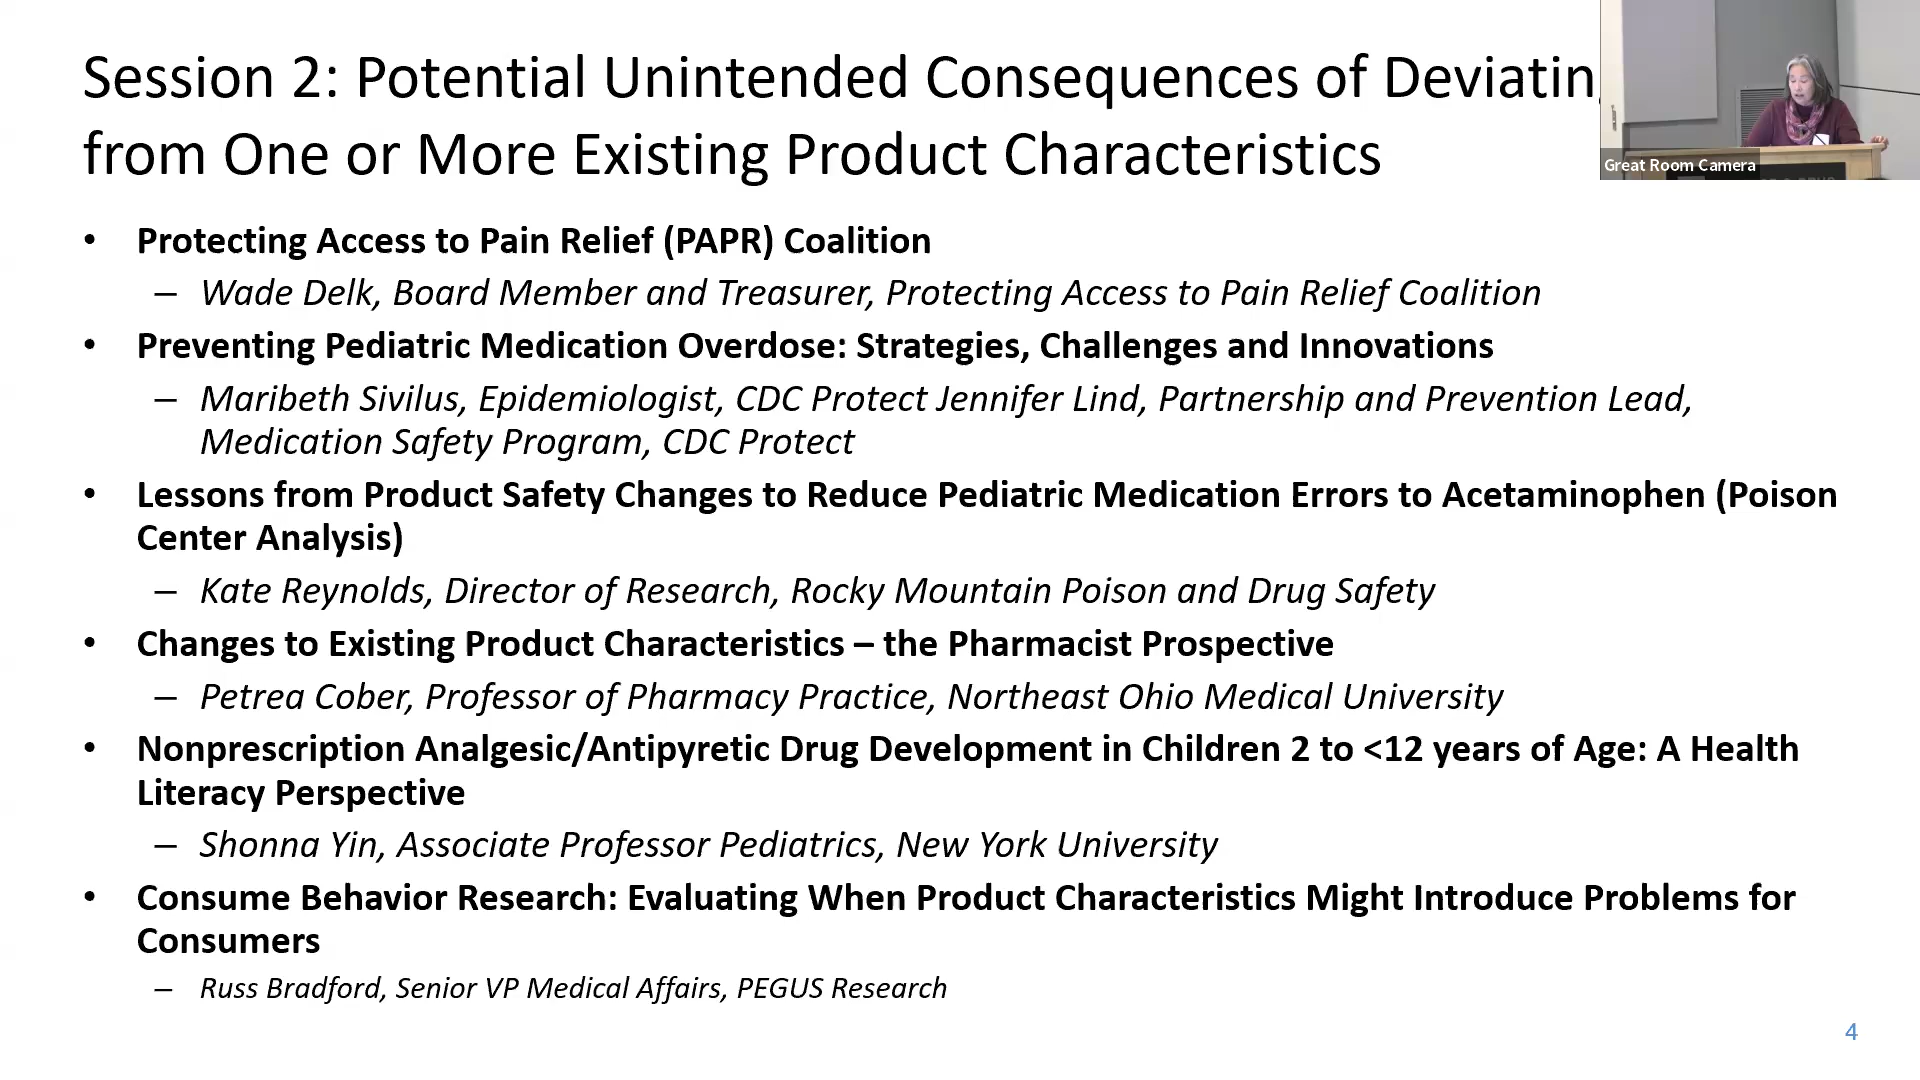 Session 2: Potential Unintended Consequences of Deviatin
from One or More Existing Product Characteristics
Great Room Camera
• Protecting Access to Pain Relief (PAPR) Coalition
– Wade Delk, Board Member and Treasurer, Protecting Access to Pain Relief Coalition
• Preventing Pediatric Medication Overdose: Strategies, Challenges and Innovations
– Maribeth Sivilus, Epidemiologist, CDC Protect Jennifer Lind, Partnership and Prevention Lead,
Medication Safety Program, CDC Protect
• Lessons from Product Safety Changes to Reduce Pediatric Medication Errors to Acetaminophen (Poison
Center Analysis)
– Kate Reynolds, Director of Research, Rocky Mountain Poison and Drug Safety
• Changes to Existing Product Characteristics – the Pharmacist Prospective
– Petrea Cober, Professor of Pharmacy Practice, Northeast Ohio Medical University
• Nonprescription Analgesic/Antipyretic Drug Development in Children 2 to <12 years of Age: A Health
Literacy Perspective
– Shonna Yin, Associate Professor Pediatrics, New York University
• Consume Behavior Research: Evaluating When Product Characteristics Might Introduce Problems for
Consumers
– Russ Bradford, Senior VP Medical Affairs, PEGUS Research
4